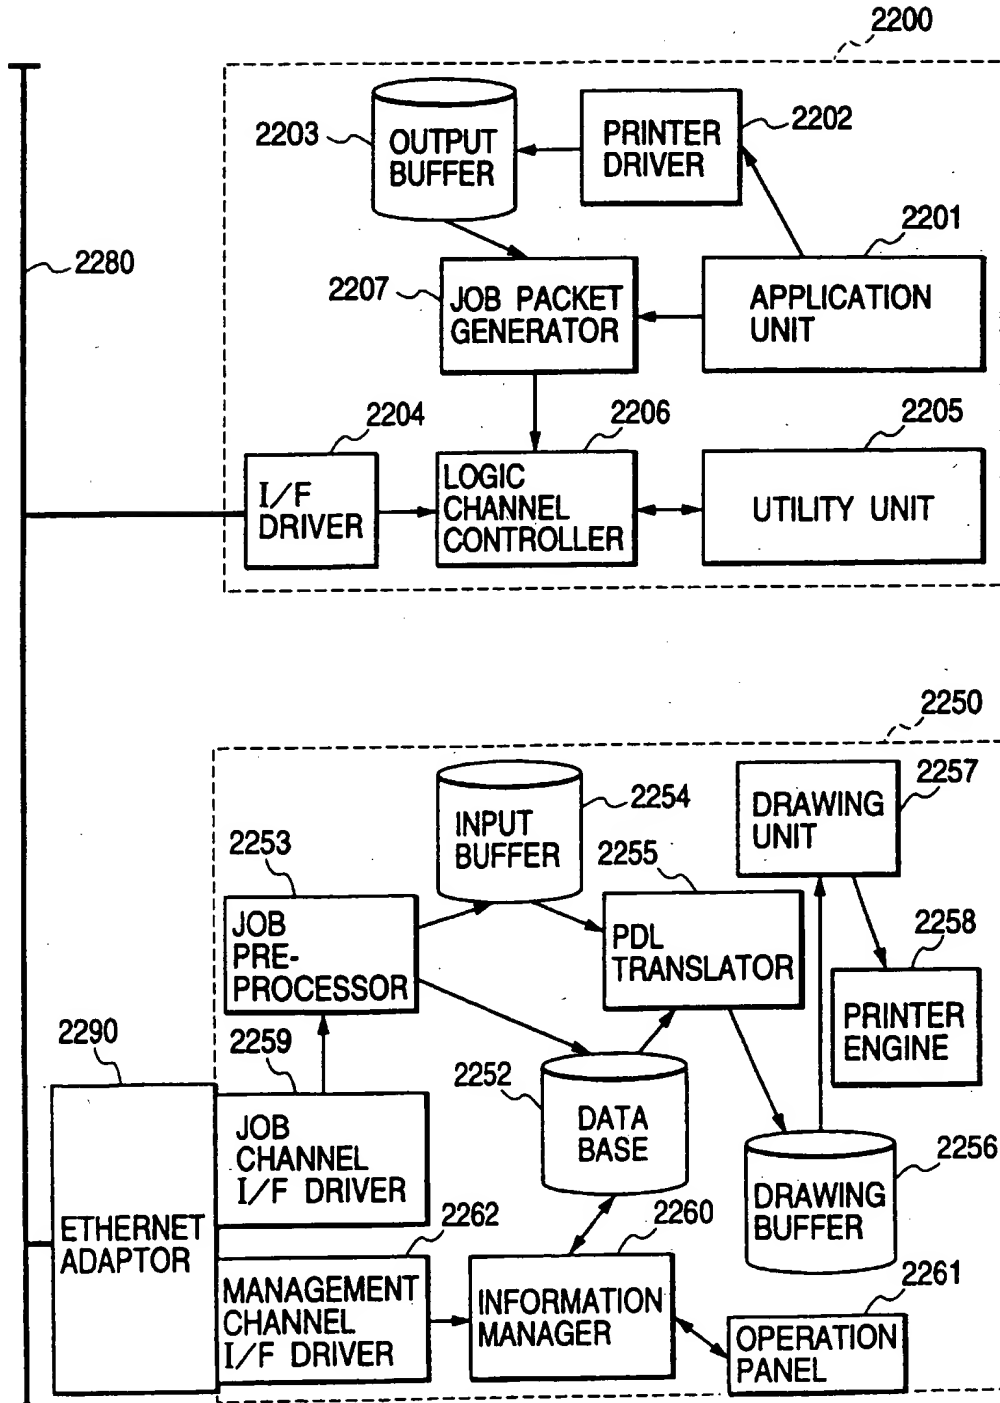 2200
2203
OUTPUT
BUFFER
PRINTER
DRIVER
2202
2201
2280
2207
JOB PACKET
GENERATOR
APPLICATION
UNIT
2204
2206
2205
I/F
DRIVER
LOGIC
CHANNEL
CONTROLLER
UTILITY UNIT
2250
2257
2254
INPUT
BUFFER
DRAWING
UNIT
2253
2255
JOB
PRE-
PROCESSOR
PDL
TRANSLATOR
2258
PRINTER
ENGINE
2290
2259
2252
DATA
BASE
JOB
CHANNEL
I/F DRIVER
2256
DRAWING
BUFFER
ETHERNET
ADAPTOR
2262
2260
2261
MANAGEMENT
CHANNEL
I/F DRIVER
INFORMATION
MANAGER
OPERATION
PANEL